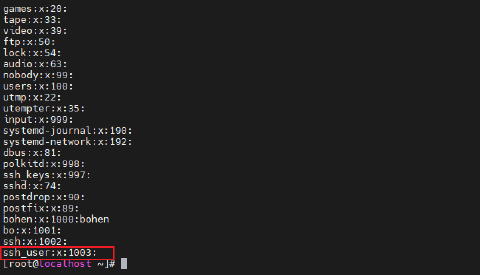 games:x:20:
tape:x:33:
video:x:39:
ftp:x:50:
lock:x:54:
audio:x:63:
nobody:x:99:
users:x:100:
utmp:x:22:
utempter:x:35:
input:x:999:
systemd-journal:x:190:
systemd-network:x:192:
dbus:x:81:
polkitd:x:998:
ssh_keys:x:997:
sshd:x:74:
postdrop:x:90:
postfix:x:89:
bohen:x:1000:bohen
bo:x:1001:
ssh:x:1002:
ssh_user:x:1003:
[root@localhost ~]#